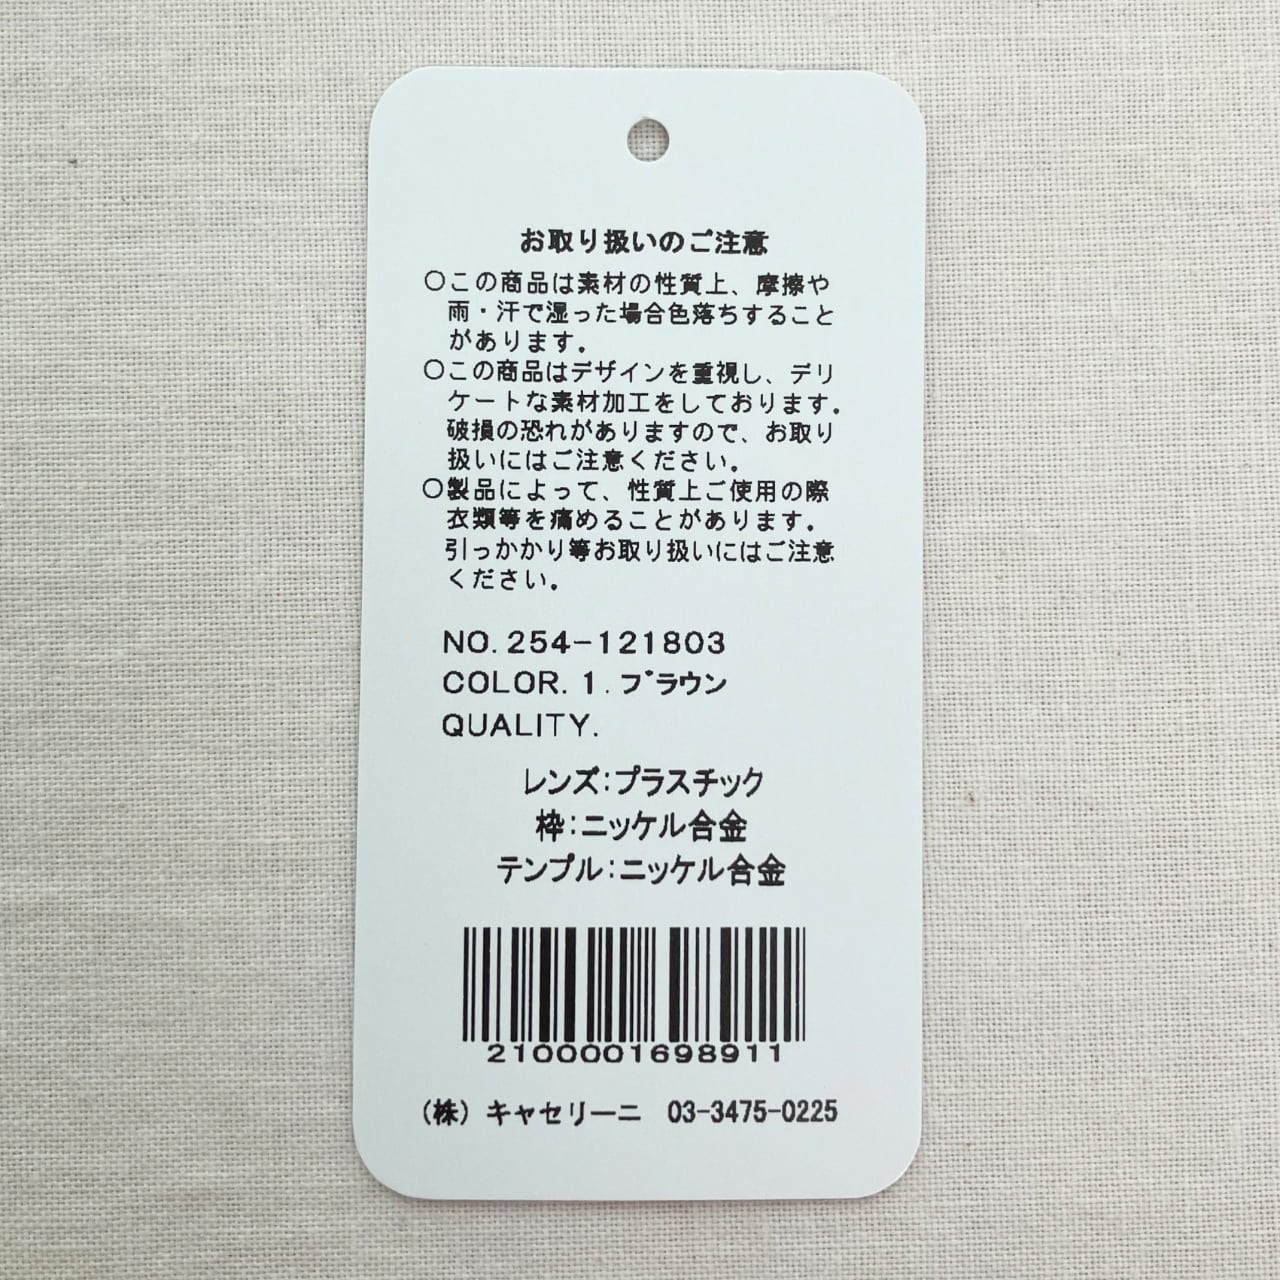 お取り扱いのご注意
○この商品は素材の性質上、摩擦や
雨・汗で湿った場合色落ちすること
があります。
○この商品はデザインを重視し、デリ
ケートな素材加工をしております。
破損の恐れがありますので、お取り
扱いにはご注意ください。
○製品によって、性質上ご使用の際
衣類等を痛めることがあります。
引っかかり等お取り扱いにはご注意
ください。
NO.254-121803
COLOR.1.ブラウン
QUALITY.
レンズ:プラスチック
枠:ニッケル合金
テンプル:ニッケル合金
2100001698911
(株)キャセリーニ 03-3475-0225